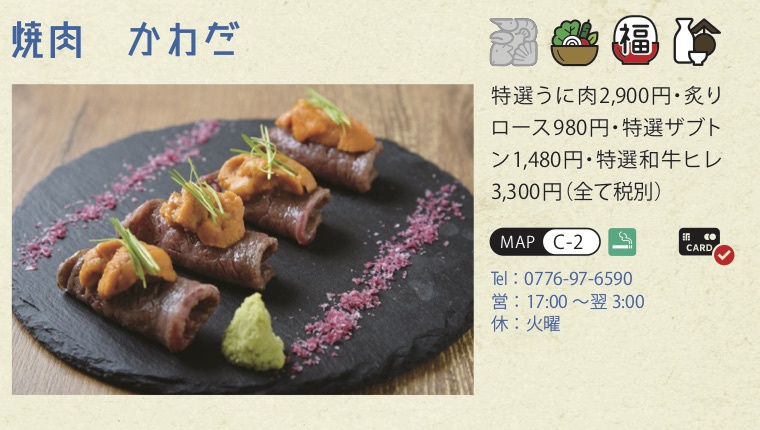 焼肉 かわだ
福
特選うに肉2,900円・炙り
ロース980円・特選ザブト
ン1,480円・特選和牛ヒレ
3,300円（全て税別）
MAP C-2
CARD
Tel：0776-97-6590
営：17:00 〜翌 3:00
休：火曜